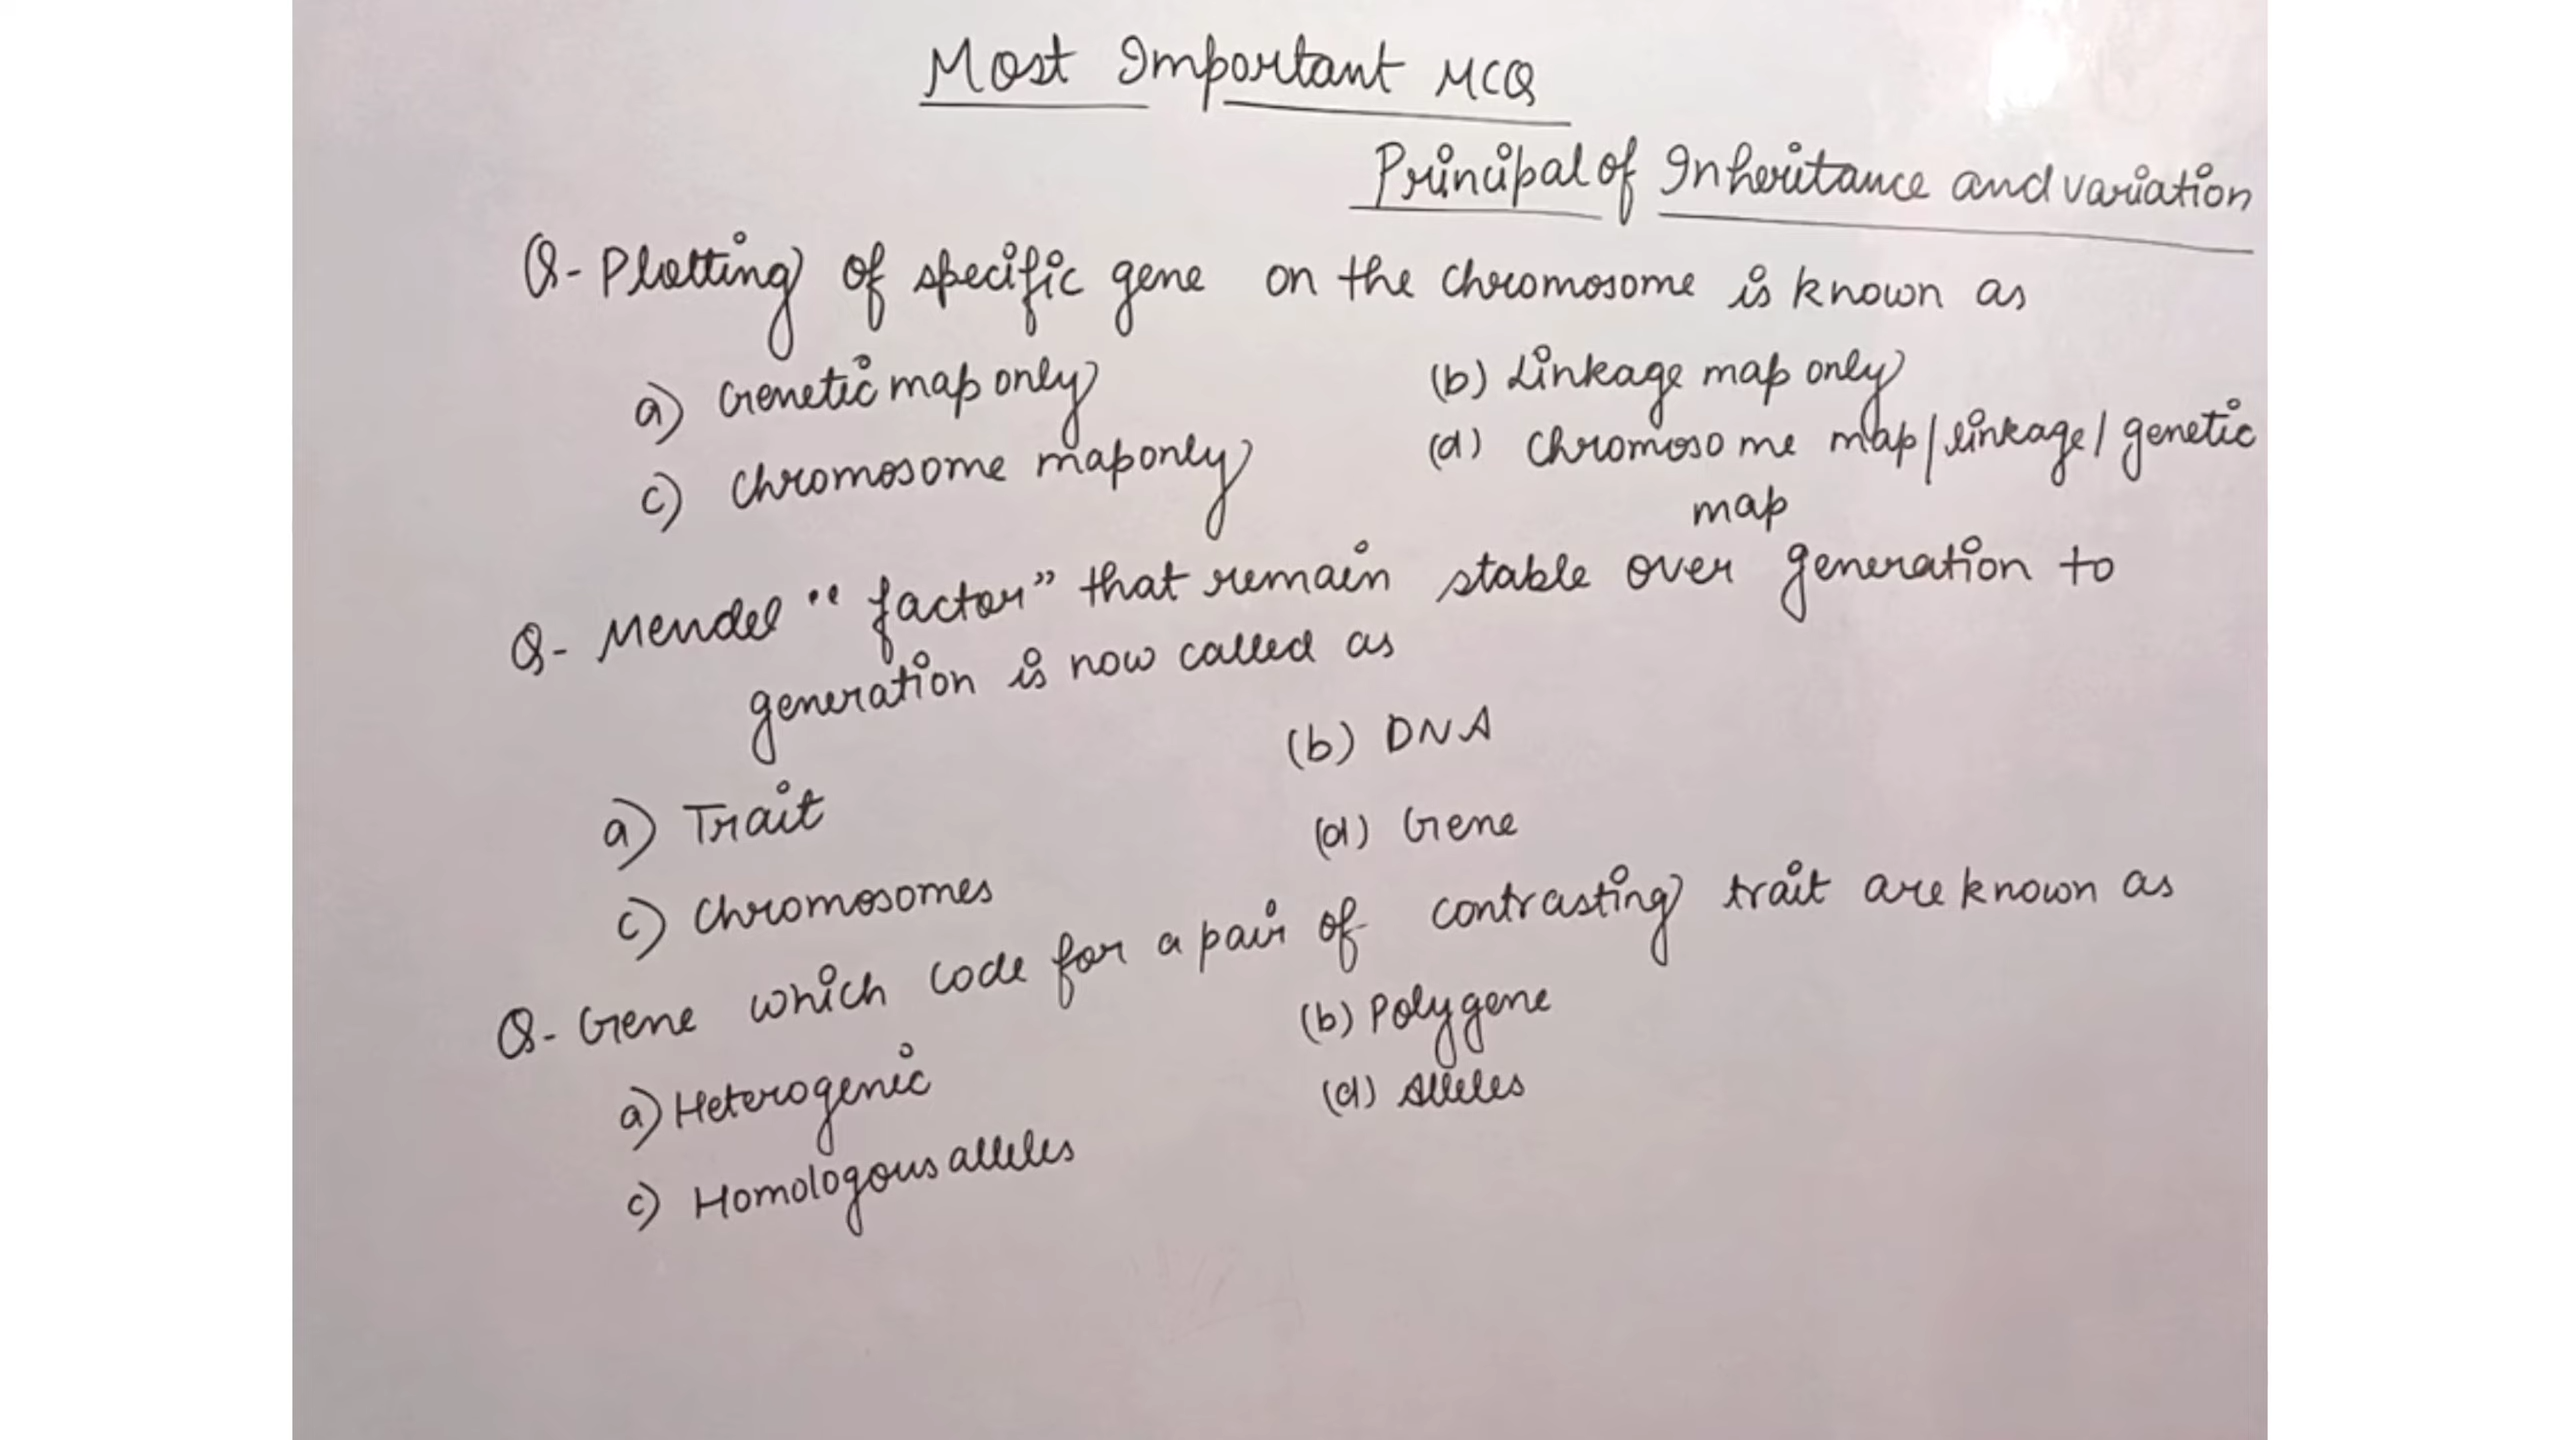 Most Important MCQ
Principal of Inheritance and variation
Q- Plotting of specific gene on the chromosome is known as
a) Genetic map only (b) Linkage map only
c) Chromosome map only (d) Chromosome map/linkage/genetic
map
Q- Mendel "factor" that remain stable over generation to
generation is now called as
a) Trait (b) DNA
c) Chromosomes (d) Gene
Q- Gene which code for a pair of contrasting trait are known as
a) Heterogenic (b) Polygene
c) Homologous alleles (d) Alleles